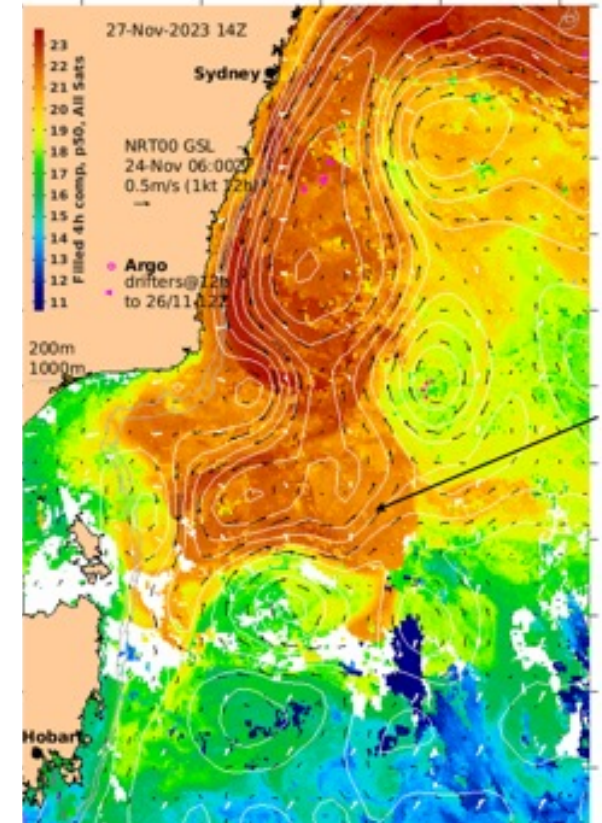 27-Nov-2023 14Z
Sydney
23
22
21
20
19
18
17
16
15
14
13
12
11
Filled 4h comp, p50, All Sats
NRT00 GSL
24-Nov 06:00Z
0.5m/s (1kt 12h)
Argo
drifters@12h
to 26/11 12Z
200m
1000m
Hobart